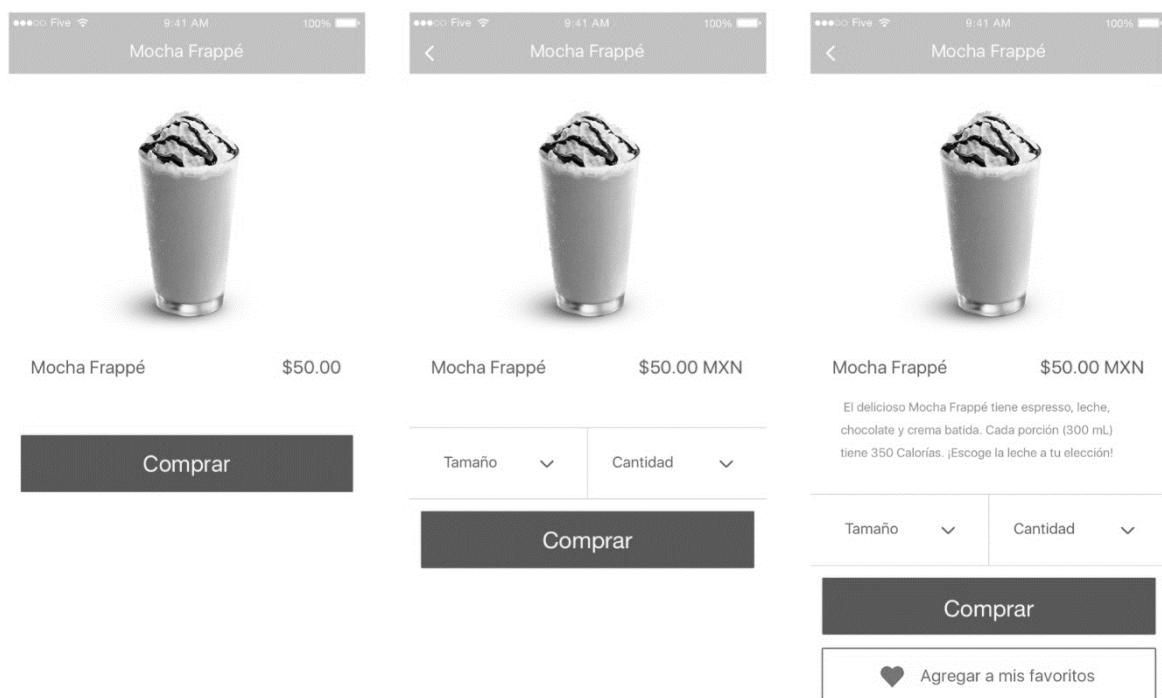 Five 9:41 AM 100%
Mocha Frappé
Mocha Frappé $50.00
Comprar
Five 9:41 AM 100%
Mocha Frappé
Mocha Frappé $50.00 MXN
Tamaño Cantidad
Comprar
Five 9:41 AM 100%
Mocha Frappé
Mocha Frappé $50.00 MXN
El delicioso Mocha Frappé tiene espresso, leche,
chocolate y crema batida. Cada porción (300 mL)
tiene 350 Calorías. ¡Escoge la leche a tu elección!
Tamaño Cantidad
Comprar
Agregar a mis favoritos